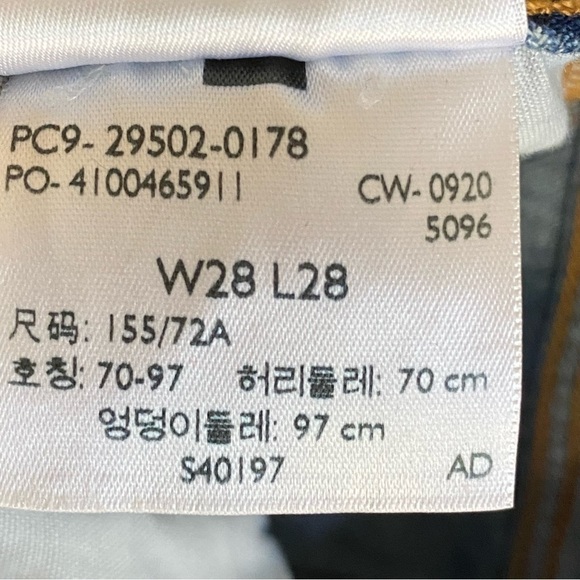 PC9- 29502-0178
PO- 4100465911 CW- 0920
5096
W28 L28
尺码: 155/72A
호칭: 70-97 허리둘레: 70 cm
엉덩이둘레: 97 cm
S40197 AD